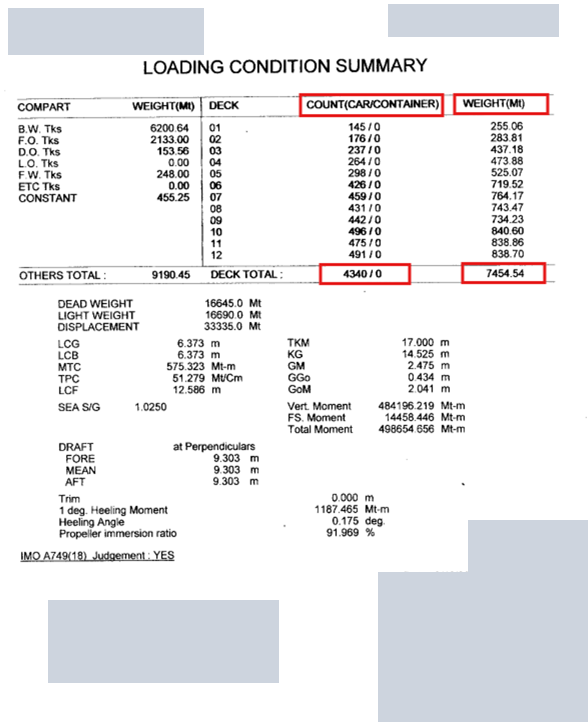 LOADING CONDITION SUMMARY
COMPART WEIGHT(Mt) DECK COUNT(CAR/CONTAINER) WEIGHT(Mt)
B.W. Tks 6200.64 01 145 / 0 255.06
F.O. Tks 2133.00 02 176 / 0 283.81
D.O. Tks 153.56 03 237 / 0 437.18
L.O. Tks 0.00 04 264 / 0 473.88
F.W. Tks 248.00 05 298 / 0 525.07
ETC Tks 0.00 06 426 / 0 719.52
CONSTANT 455.25 07 459 / 0 764.17
08 431 / 0 743.47
09 442 / 0 734.23
10 496 / 0 840.60
11 475 / 0 838.86
12 491 / 0 838.70
OTHERS TOTAL : 9190.45 DECK TOTAL : 4340 / 0 7454.54
DEAD WEIGHT 16645.0 Mt
LIGHT WEIGHT 16690.0 Mt
DISPLACEMENT 33335.0 Mt
LCG 6.373 m TKM 17.000 m
LCB 6.373 m KG 14.525 m
MTC 575.323 Mt-m GM 2.475 m
TPC 51.279 Mt/Cm GGo 0.434 m
LCF 12.586 m GoM 2.041 m
SEA S/G 1.0250 Vert. Moment 484196.219 Mt-m
FS. Moment 14458.446 Mt-m
Total Moment 498654.656 Mt-m
DRAFT at Perpendiculars
FORE 9.303 m
MEAN 9.303 m
AFT 9.303 m
Trim 0.000 m
1 deg. Heeling Moment 1187.465 Mt-m
Heeling Angle 0.175 deg.
Propeller immersion ratio 91.969 %
IMO A749(18) Judgement : YES